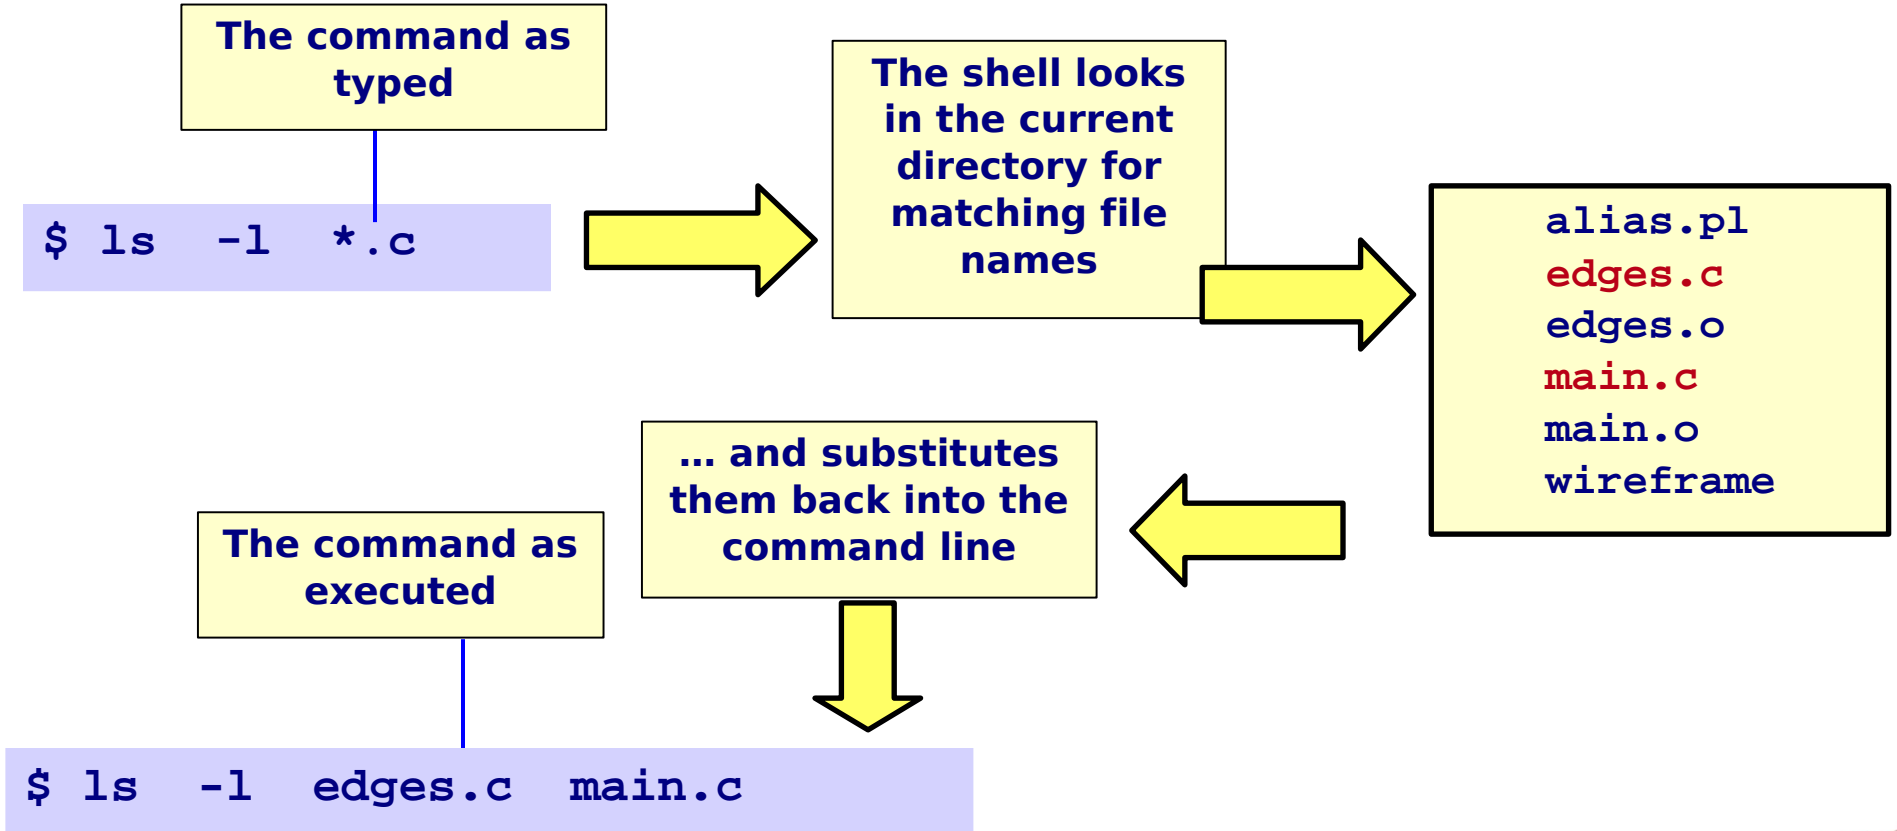 The command as
typed
$ ls -l *.c
The shell looks
in the current
directory for
matching file
names
alias.pl
edges.c
edges.o
main.c
main.o
wireframe
… and substitutes
them back into the
command line
The command as
executed
$ ls -l edges.c main.c